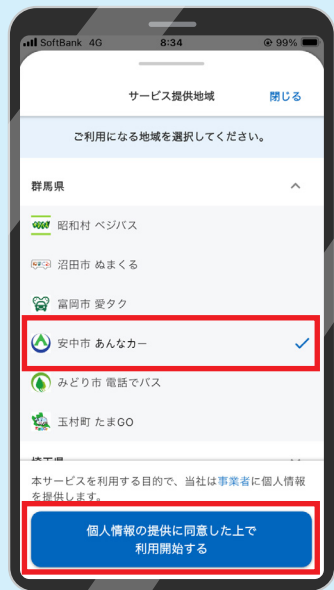 SoftBank 4G 8:34 99%
サービス提供地域 閉じる
ご利用になる地域を選択してください。
群馬県
昭和村 ベジバス
沼田市 ぬまくる
富岡市 愛タク
安中市 あんなカー
みどり市 電話でバス
玉村町 たまGO
埼玉県
本サービスを利用する目的で、当社は事業者に個人情報
を提供します。
個人情報の提供に同意した上で
利用開始する